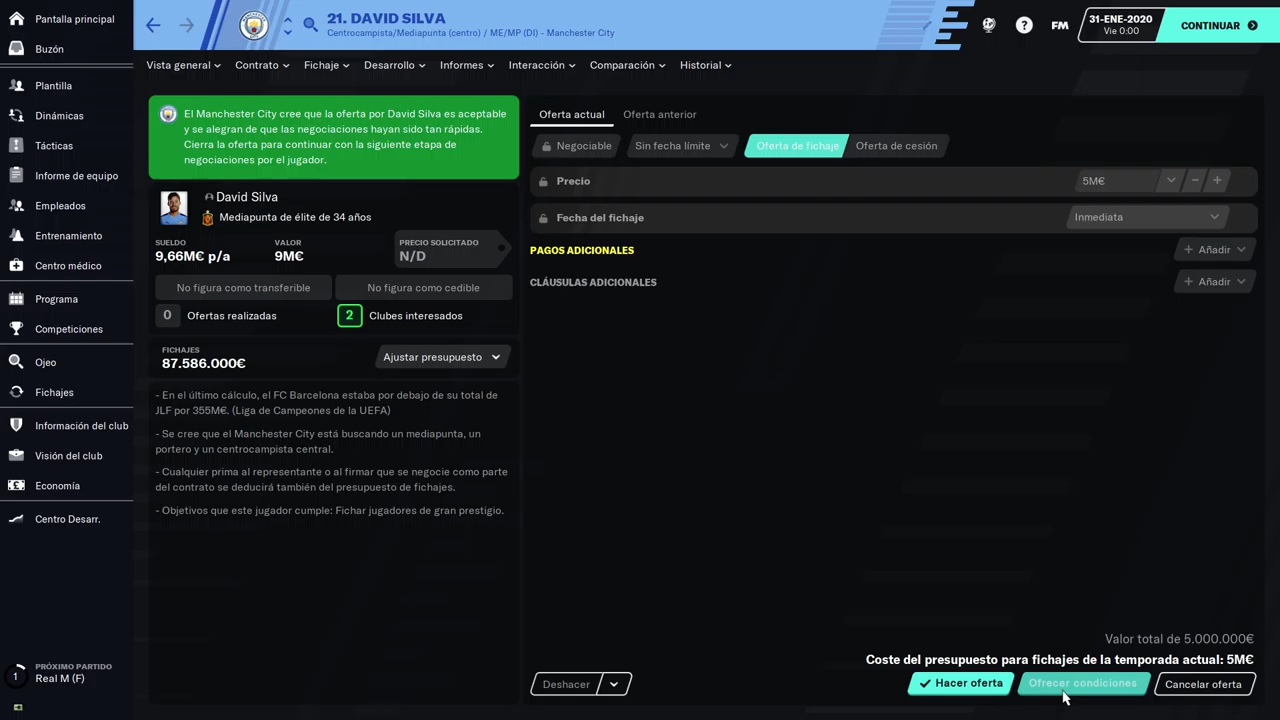 Pantalla principal
Buzón
Plantilla
Dinámicas
Tácticas
Informe de equipo
Empleados
Entrenamiento
Centro médico
Programa
Competiciones
Ojeo
Fichajes
Información del club
Visión del club
Economía
Centro Desarr.
1
PRÓXIMO PARTIDO
Real M (F)
21. DAVID SILVA
Centrocampista/Mediapunta (centro) / ME/MP (DI) - Manchester City
?
FM
31-ENE-2020
Vie 0:00
CONTINUAR
Vista general
Contrato
Fichaje
Desarrollo
Informes
Interacción
Comparación
Historial
El Manchester City cree que la oferta por David Silva es aceptable
y se alegran de que las negociaciones hayan sido tan rápidas.
Cierra la oferta para continuar con la siguiente etapa de
negociaciones por el jugador.
David Silva
Mediapunta de élite de 34 años
SUELDO
9,66M€ p/a
VALOR
9M€
PRECIO SOLICITADO
N/D
No figura como transferible
No figura como cedible
0 Ofertas realizadas
2 Clubes interesados
FICHAJES
87.586.000€
Ajustar presupuesto
- En el último cálculo, el FC Barcelona estaba por debajo de su total de
JLF por 355M€. (Liga de Campeones de la UEFA)
- Se cree que el Manchester City está buscando un mediapunta, un
portero y un centrocampista central.
- Cualquier prima al representante o al firmar que se negocie como parte
del contrato se deducirá también del presupuesto de fichajes.
- Objetivos que este jugador cumple: Fichar jugadores de gran prestigio.
Oferta actual
Oferta anterior
Negociable
Sin fecha límite
Oferta de fichaje
Oferta de cesión
Precio
5M€
- +
Fecha del fichaje
Inmediata
PAGOS ADICIONALES
+ Añadir
CLÁUSULAS ADICIONALES
+ Añadir
Valor total de 5.000.000€
Coste del presupuesto para fichajes de la temporada actual: 5M€
Deshacer
Hacer oferta
Ofrecer condiciones
Cancelar oferta